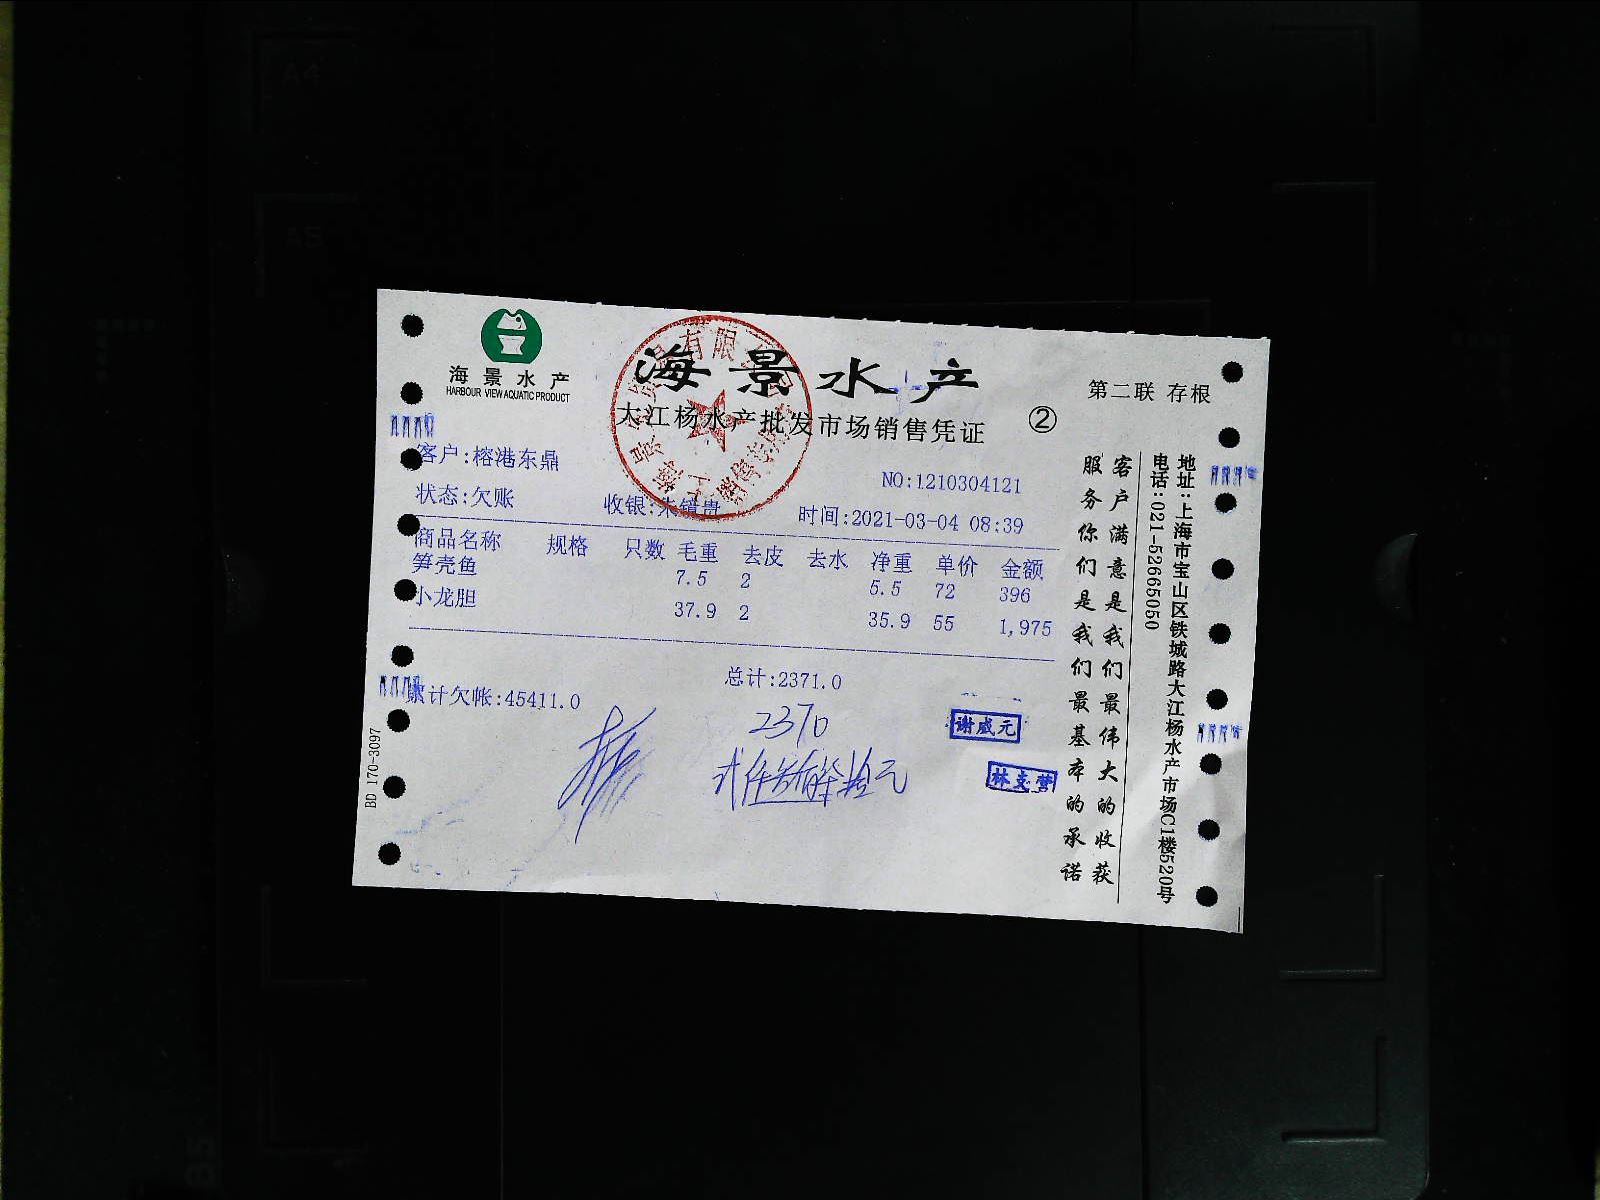 海景水产
HARBOUR VIEW AQUATIC PRODUCT
海景水产
大江杨水产批发市场销售凭证
②
第二联 存根
客户:榕港东鼎
NO:1210304121
状态:欠账
收银:朱锴贵
时间:2021-03-04 08:39
商品名称 规格 只数 毛重 去皮 去水 净重 单价 金额
笋壳鱼 7.5 2 5.5 72 396
小龙胆 37.9 2 35.9 55 1,975
总计:2371.0
累计欠帐:45411.0
2370
谢威元
BD 170-3097
客户满意是我们最伟大的收获
服务你们是我们最基本的承诺
地址:上海市宝山区铁城路大江杨水产市场C1楼520号
电话:021-52665050
A4
A5
B5